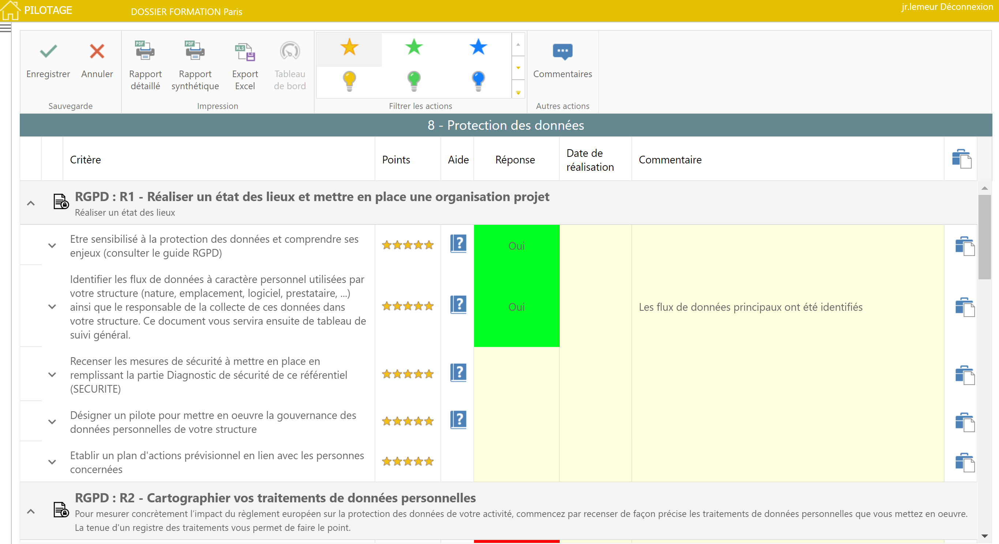 PILOTAGE
DOSSIER FORMATION Paris
jr.lemeur Déconnexion
Enregistrer
Annuler
Sauvegarde
PDF
Rapport
détaillé
PDF
Rapport
synthétique
XLS
Export
Excel
Tableau
de bord
Impression
Filtrer les actions
Commentaires
Autres actions
8 - Protection des données
Critère
Points
Aide
Réponse
Date de
réalisation
Commentaire
RGPD : R1 - Réaliser un état des lieux et mettre en place une organisation projet
Réaliser un état des lieux
Etre sensibilisé à la protection des données et comprendre ses
enjeux (consulter le guide RGPD)
?
Oui
Identifier les flux de données à caractère personnel utilisées par
votre structure (nature, emplacement, logiciel, prestataire, ...)
ainsi que le responsable de la collecte de ces données dans
votre structure. Ce document vous servira ensuite de tableau de
suivi général.
?
Oui
Les flux de données principaux ont été identifiés
Recenser les mesures de sécurité à mettre en place en
remplissant la partie Diagnostic de sécurité de ce référentiel
(SECURITE)
?
Désigner un pilote pour mettre en oeuvre la gouvernance des
données personnelles de votre structure
?
Etablir un plan d'actions prévisionnel en lien avec les personnes
concernées
RGPD : R2 - Cartographier vos traitements de données personnelles
Pour mesurer concrètement l’impact du règlement européen sur la protection des données de votre activité, commencez par recenser de façon précise les traitements de données personnelles que vous mettez en oeuvre.
La tenue d'un registre des traitements vous permet de faire le point.